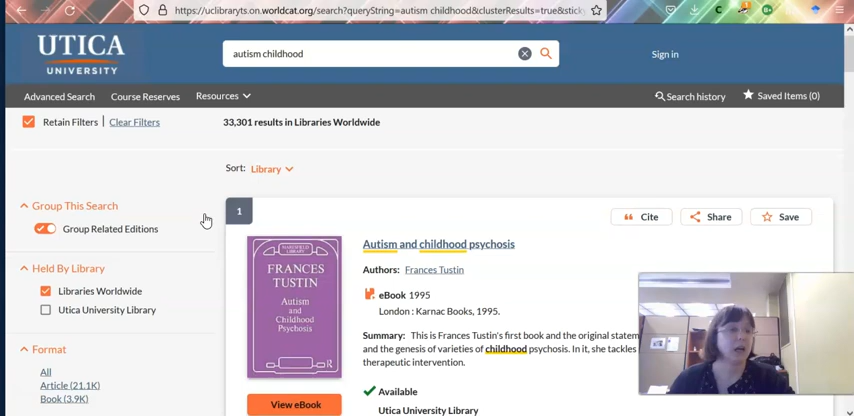 https://uclibraryts.on.worldcat.org/search?queryString=autism childhood&clusterResults=true&stick
UTICA
UNIVERSITY
autism childhood
Sign in
Advanced Search
Course Reserves
Resources
Search history
Saved Items (0)
Retain Filters
Clear Filters
33,301 results in Libraries Worldwide
Sort: Library
Group This Search
Group Related Editions
Held By Library
Libraries Worldwide
Utica University Library
Format
All
Article (21.1K)
Book (3.9K)
1
Cite
Share
Save
FRANCES
TUSTIN
Autism
and
Childhood
Psychosis
Autism and childhood psychosis
Authors: Frances Tustin
eBook 1995
London : Karnac Books, 1995.
Summary: This is Frances Tustin's first book and the original statem
and the genesis of varieties of childhood psychosis. In it, she tackles
therapeutic intervention.
Available
Utica University Library
View eBook